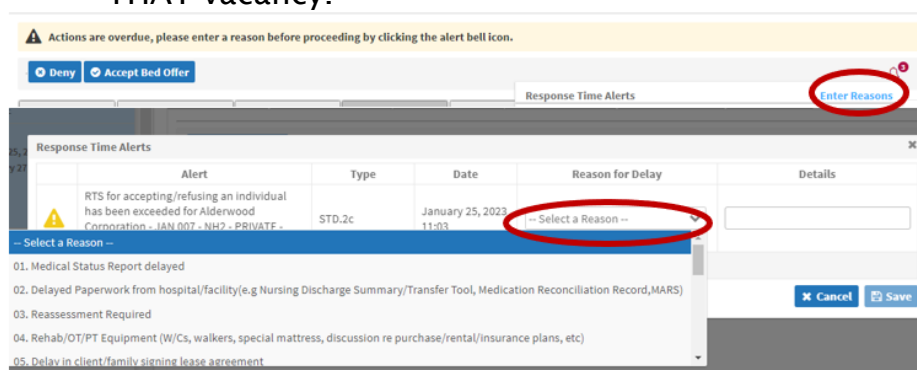 THAT vacancy.
Actions are overdue, please enter a reason before proceeding by clicking the alert bell icon.
Deny Accept Bed Offer
3
Response Time Alerts Enter Reasons
25, 2
y 27
Response Time Alerts
Alert Type Date Reason for Delay Details
RTS for accepting/refusing an individual
has been exceeded for Alderwood
Corporation - JAN 007 - NH2 - PRIVATE -
STD.2c
January 25, 2023
11:03
-- Select a Reason --
-- Select a Reason --
01. Medical Status Report delayed
02. Delayed Paperwork from hospital/facility(e.g Nursing Discharge Summary/Transfer Tool, Medication Reconciliation Record,MARS)
03. Reassessment Required
04. Rehab/OT/PT Equipment (W/Cs, walkers, special mattress, discussion re purchase/rental/insurance plans, etc)
05. Delay in client/family signing lease agreement
Cancel Save